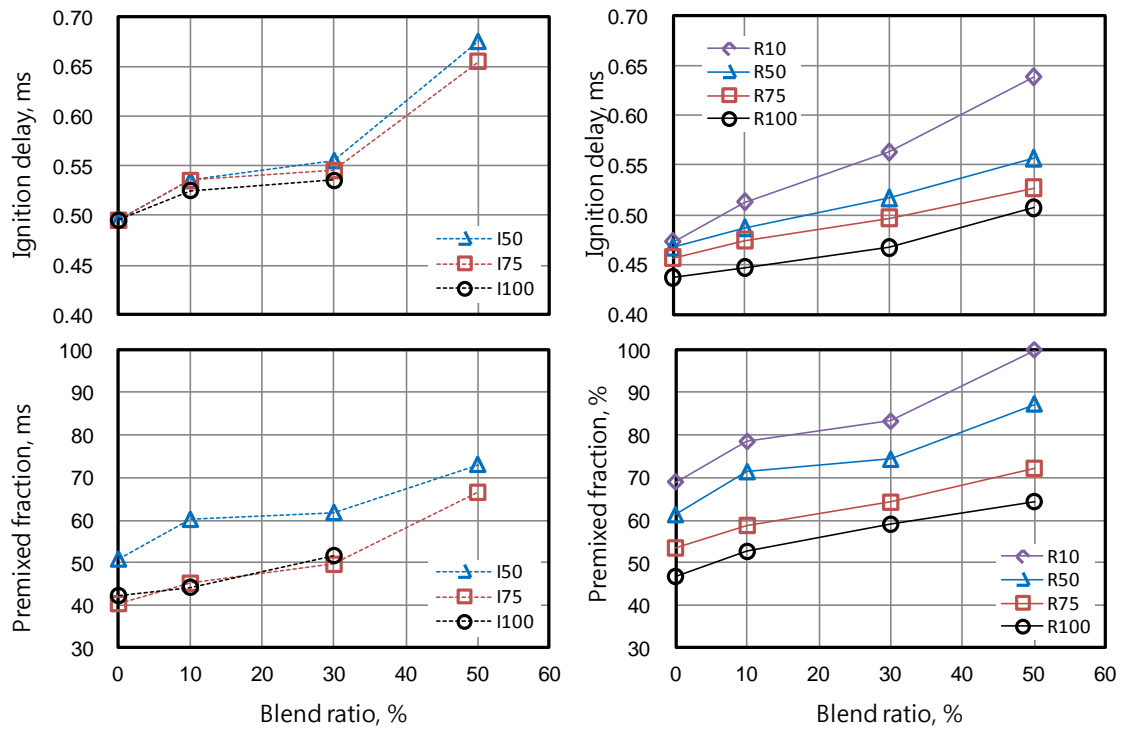 0.70
0.65
0.60
0.55
0.50
0.45
0.40
Ignition delay, ms
I50
I75
I100
0.70
0.65
0.60
0.55
0.50
0.45
0.40
Ignition delay, ms
R10
R50
R75
R100
100
90
80
70
60
50
40
30
Premixed fraction, ms
I50
I75
I100
0 10 20 30 40 50 60
Blend ratio, %
100
90
80
70
60
50
40
30
Premixed fraction, %
R10
R50
R75
R100
0 10 20 30 40 50 60
Blend ratio, %